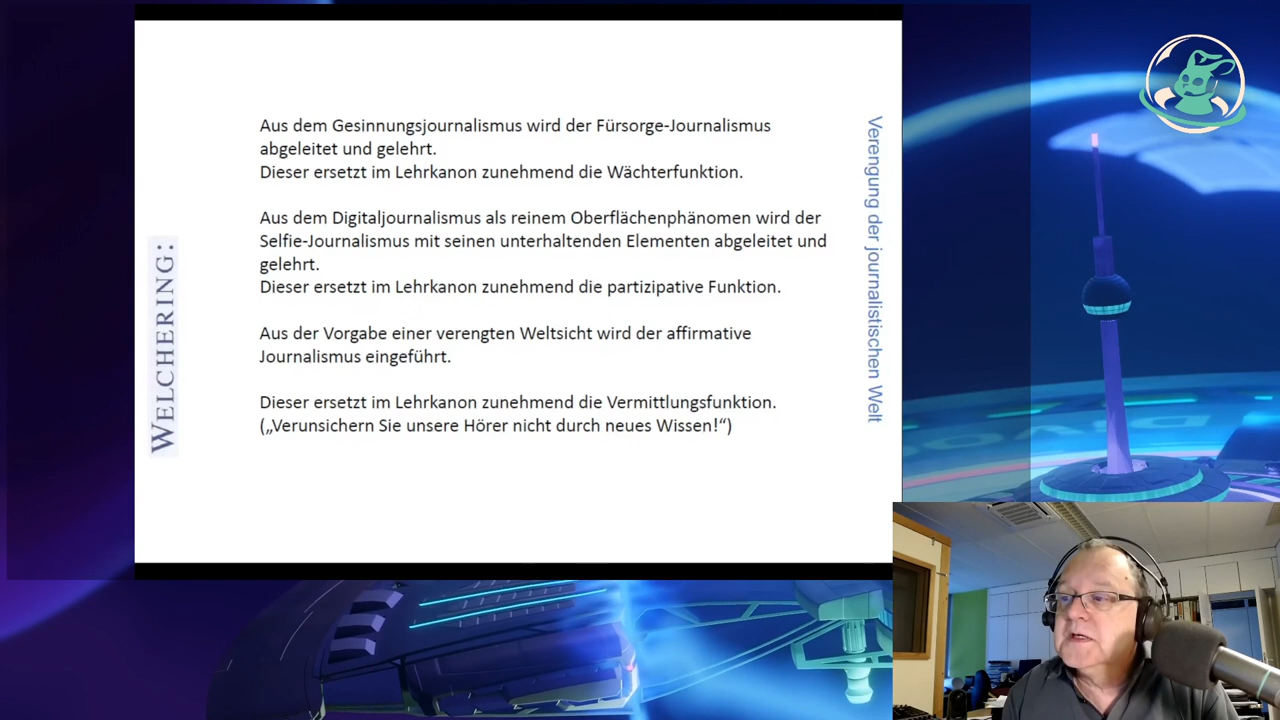 Aus dem Gesinnungsjournalismus wird der Fürsorge-Journalismus
abgeleitet und gelehrt.
Dieser ersetzt im Lehrkanon zunehmend die Wächterfunktion.
Aus dem Digitaljournalismus als reinem Oberflächenphänomen wird der
Selfie-Journalismus mit seinen unterhaltenden Elementen abgeleitet und
gelehrt.
Dieser ersetzt im Lehrkanon zunehmend die partizipative Funktion.
Aus der Vorgabe einer verengten Weltsicht wird der affirmative
Journalismus eingeführt.
Dieser ersetzt im Lehrkanon zunehmend die Vermittlungsfunktion.
(„Verunsichern Sie unsere Hörer nicht durch neues Wissen!“)
WELCHERING:
Verengung der journalistischen Welt